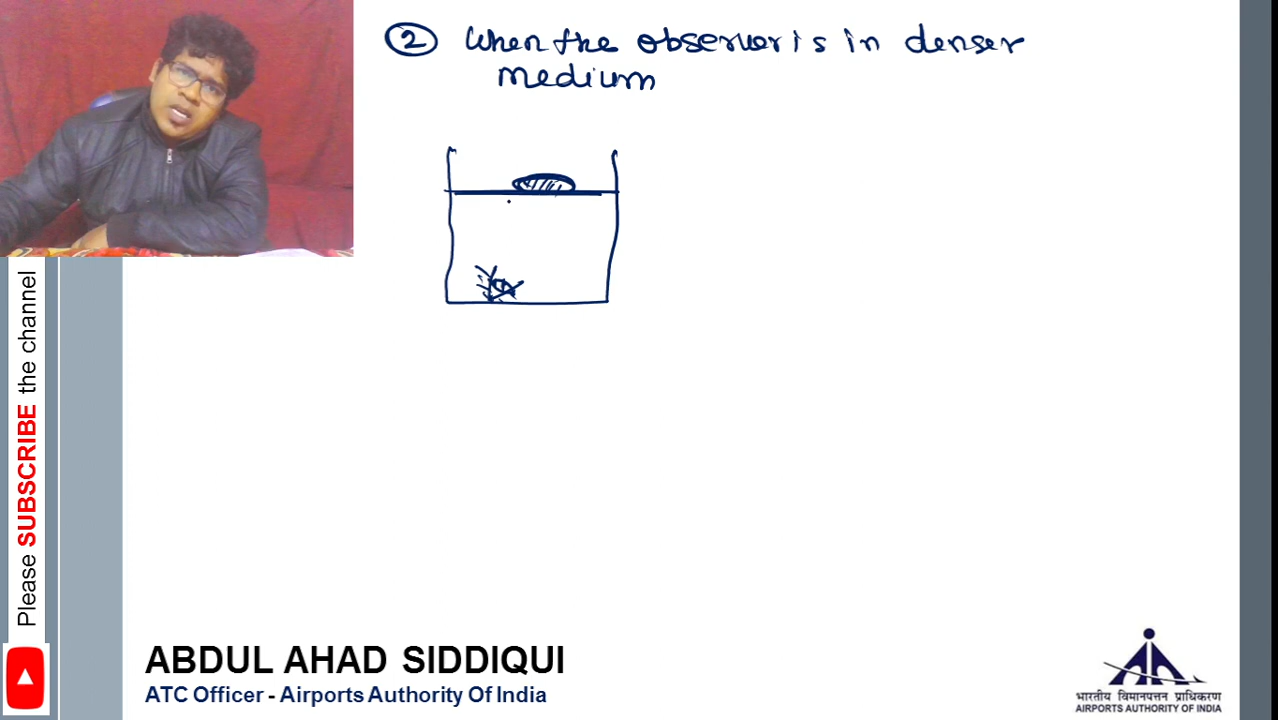 ② When the observer is in denser
medium
Please SUBSCRIBE the channel
ABDUL AHAD SIDDIQUI
ATC Officer - Airports Authority Of India
भारतीय विमानपत्तन प्राधिकरण
AIRPORTS AUTHORITY OF INDIA